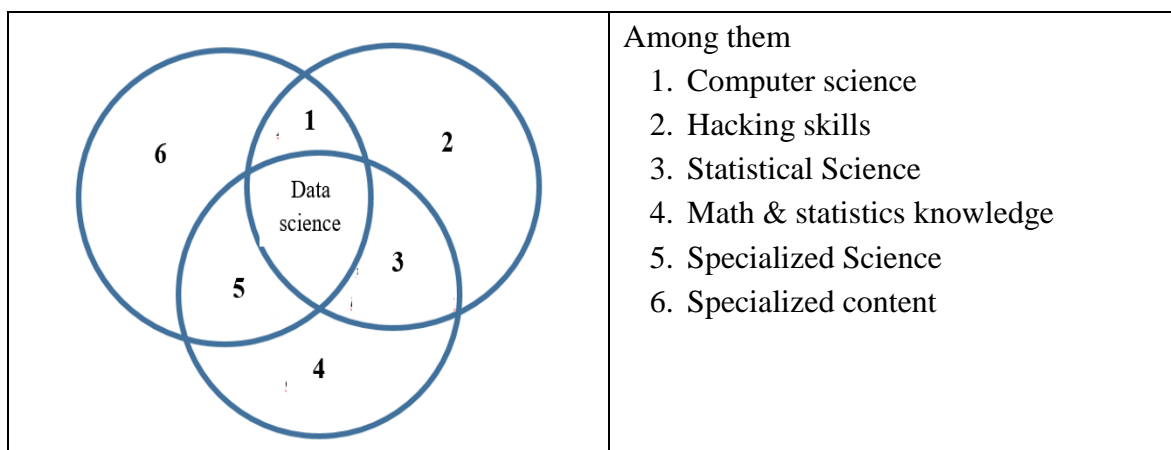 1
2
6
Data
science
3
5
4
Among them
1. Computer science
2. Hacking skills
3. Statistical Science
4. Math & statistics knowledge
5. Specialized Science
6. Specialized content